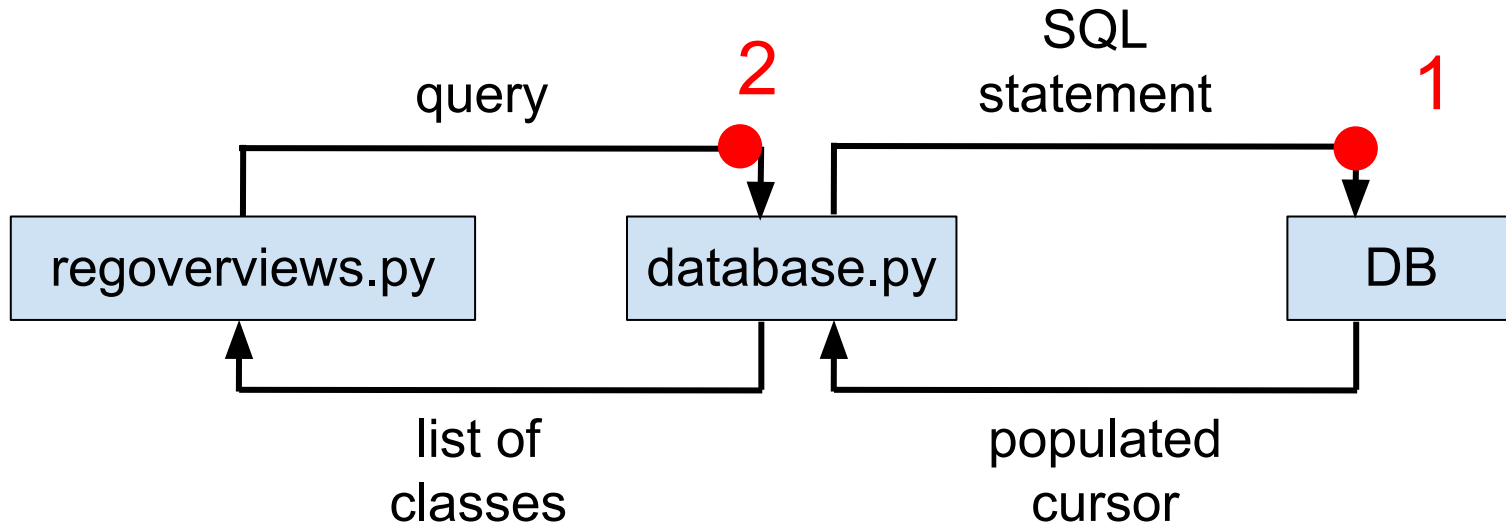 query
2
SQL
statement
1
regoverviews.py
database.py
DB
list of
classes
populated
cursor